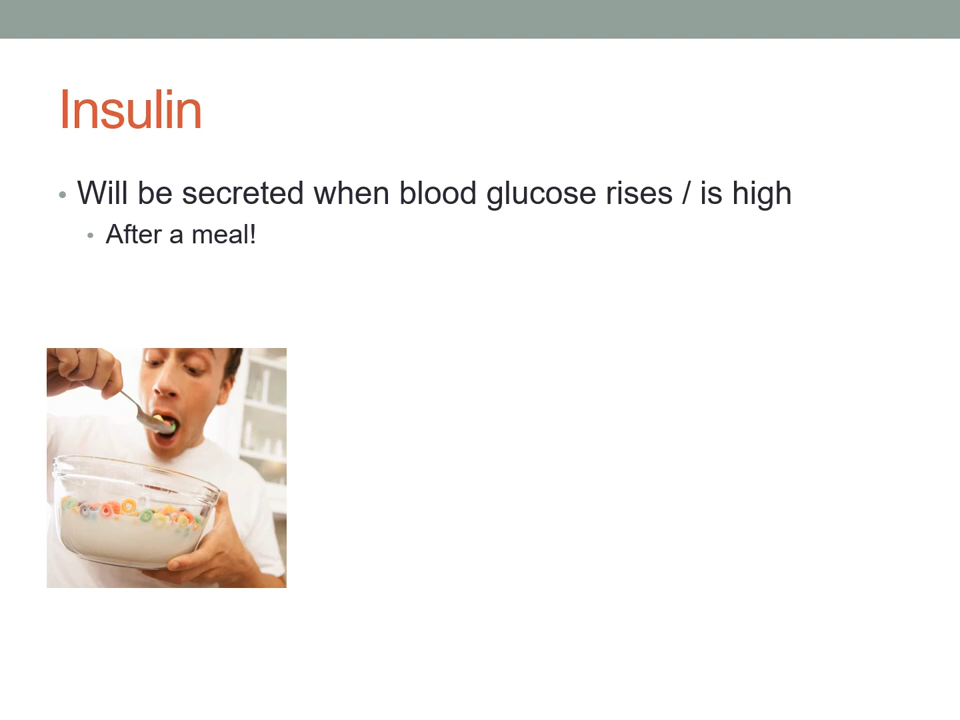 Insulin
• Will be secreted when blood glucose rises / is high
• After a meal!